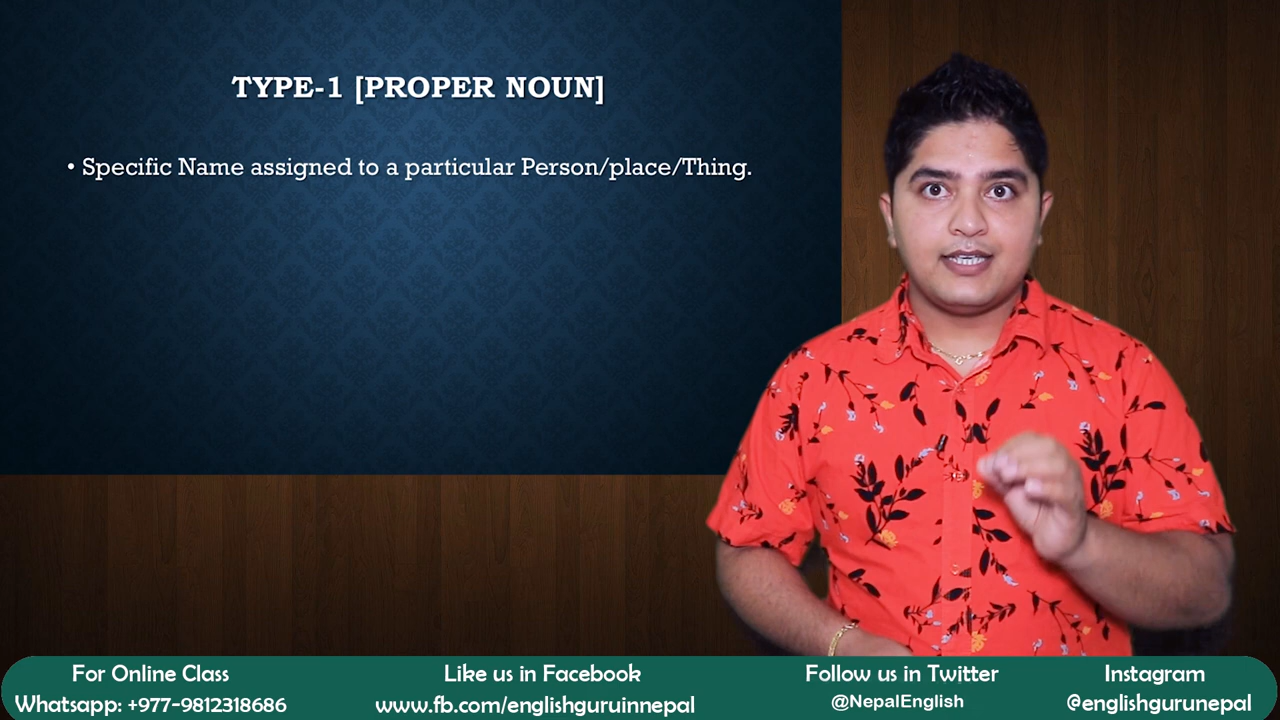 TYPE-1 [PROPER NOUN]
• Specific Name assigned to a particular Person/place/Thing.
For Online Class
Whatsapp: +977-9812318686
Like us in Facebook
www.fb.com/englishguruinnepal
Follow us in Twitter
@NepalEnglish
Instagram
@englishgurunepal